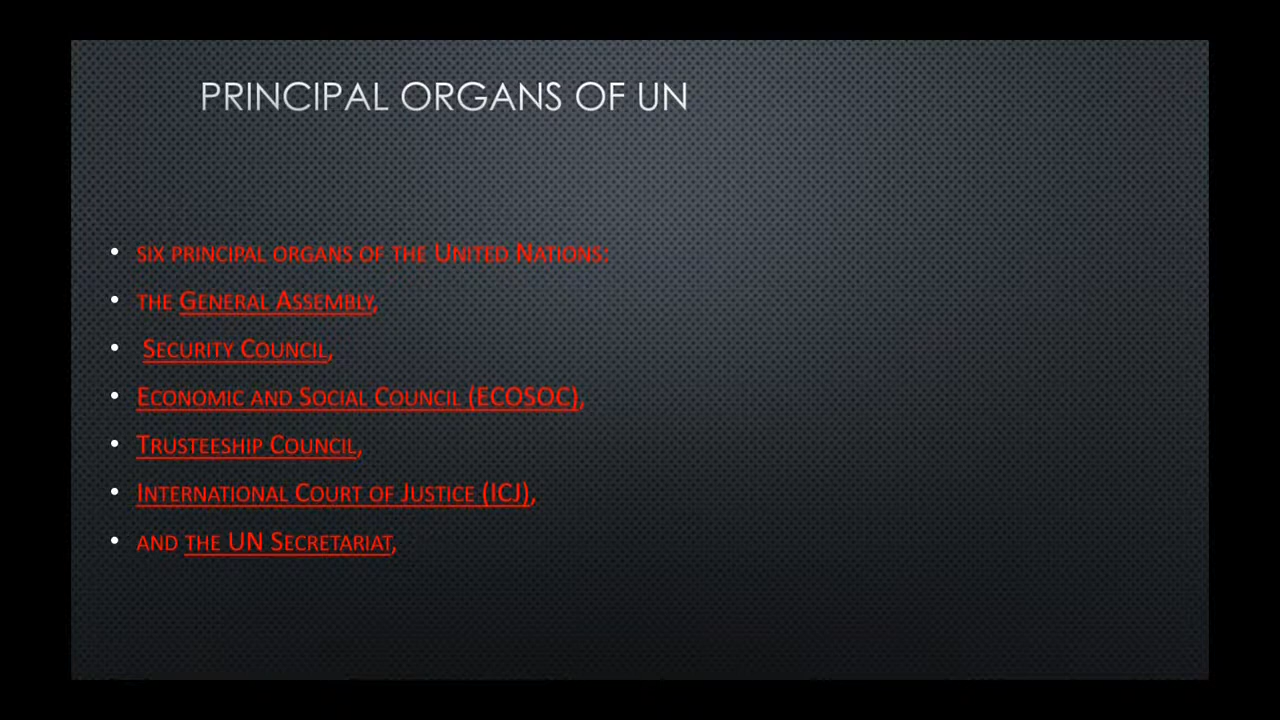 PRINCIPAL ORGANS OF UN
• SIX PRINCIPAL ORGANS OF THE UNITED NATIONS:
• THE GENERAL ASSEMBLY,
• SECURITY COUNCIL,
• ECONOMIC AND SOCIAL COUNCIL (ECOSOC),
• TRUSTEESHIP COUNCIL,
• INTERNATIONAL COURT OF JUSTICE (ICJ),
• AND THE UN SECRETARIAT,